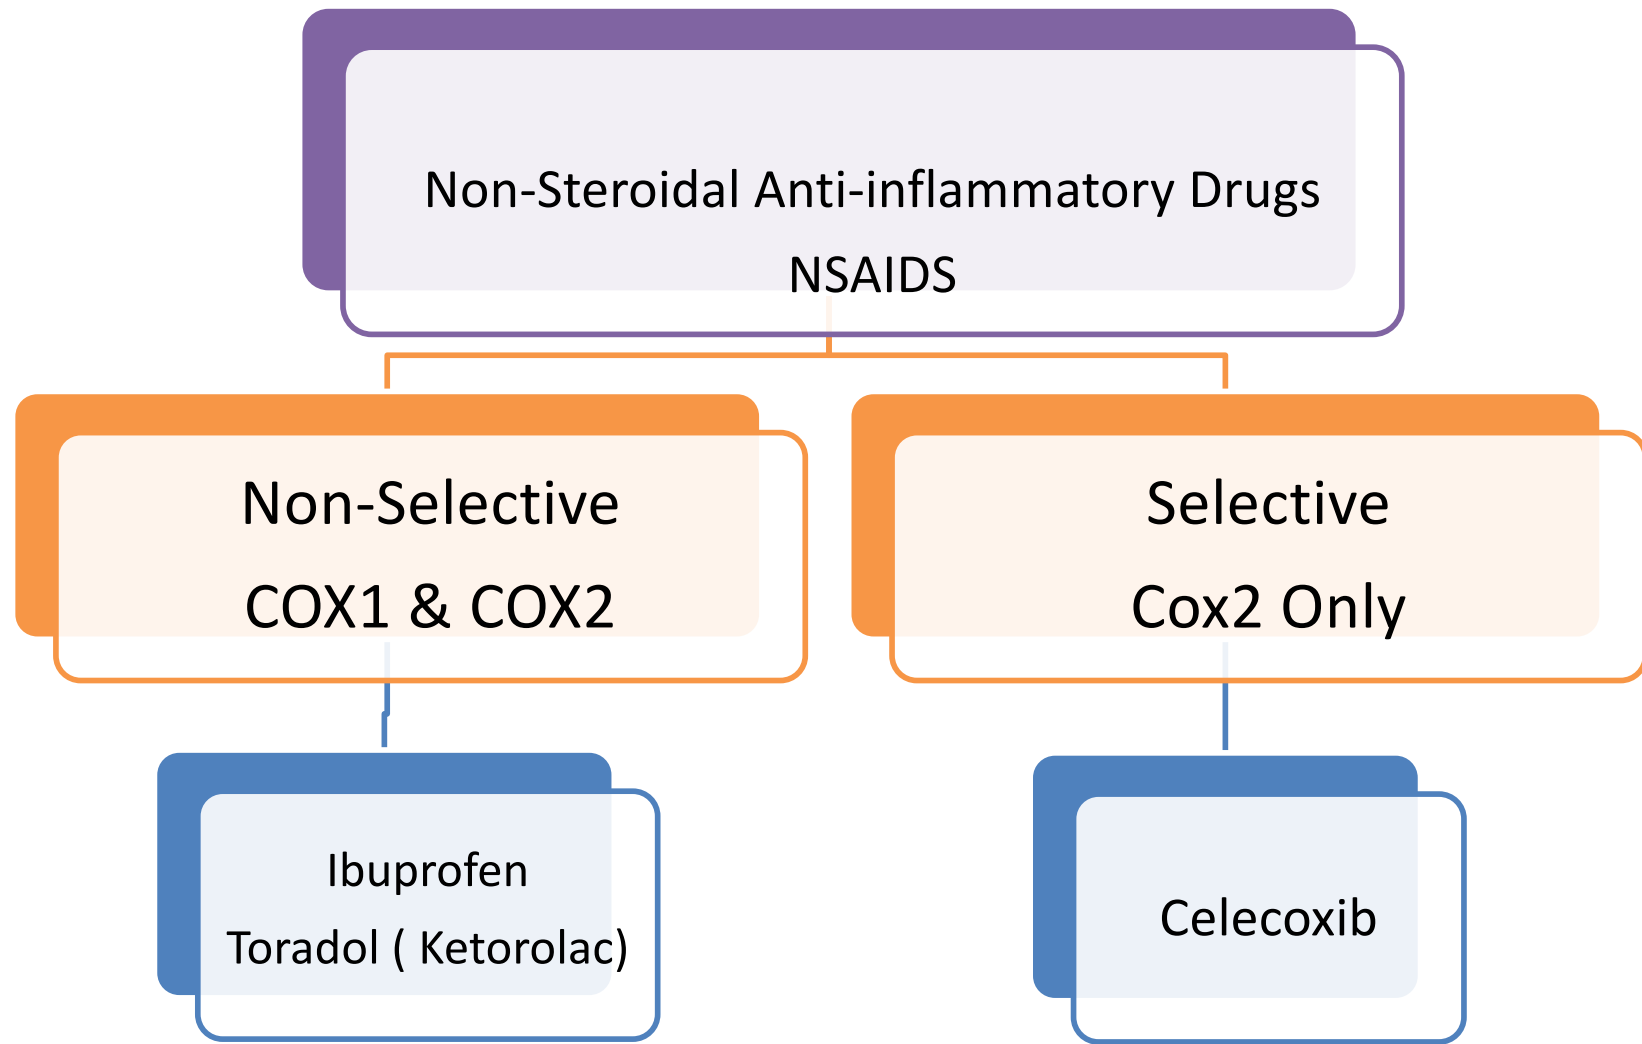 Non-Steroidal Anti-inflammatory Drugs
NSAIDS
Non-Selective
COX1 & COX2
Selective
Cox2 Only
Ibuprofen
Toradol ( Ketorolac)
Celecoxib